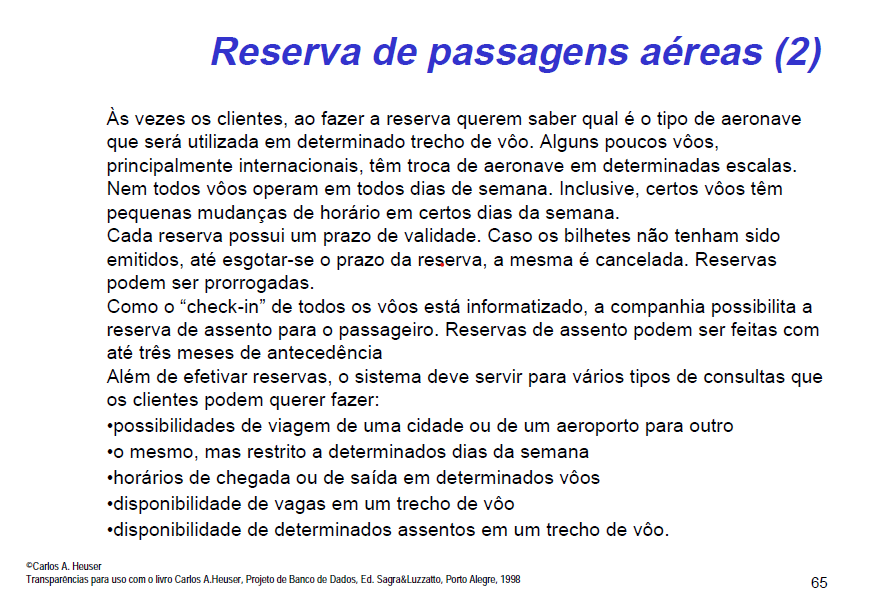 Reserva de passagens aéreas (2)
Às vezes os clientes, ao fazer a reserva querem saber qual é o tipo de aeronave
que será utilizada em determinado trecho de vôo. Alguns poucos vôos,
principalmente internacionais, têm troca de aeronave em determinadas escalas.
Nem todos vôos operam em todos dias de semana. Inclusive, certos vôos têm
pequenas mudanças de horário em certos dias da semana.
Cada reserva possui um prazo de validade. Caso os bilhetes não tenham sido
emitidos, até esgotar-se o prazo da reserva, a mesma é cancelada. Reservas
podem ser prorrogadas.
Como o “check-in” de todos os vôos está informatizado, a companhia possibilita a
reserva de assento para o passageiro. Reservas de assento podem ser feitas com
até três meses de antecedência
Além de efetivar reservas, o sistema deve servir para vários tipos de consultas que
os clientes podem querer fazer:
•possibilidades de viagem de uma cidade ou de um aeroporto para outro
•o mesmo, mas restrito a determinados dias da semana
•horários de chegada ou de saída em determinados vôos
•disponibilidade de vagas em um trecho de vôo
•disponibilidade de determinados assentos em um trecho de vôo.
©Carlos A. Heuser
Transparências para uso com o livro Carlos A.Heuser, Projeto de Banco de Dados, Ed. Sagra&Luzzatto, Porto Alegre, 1998
65